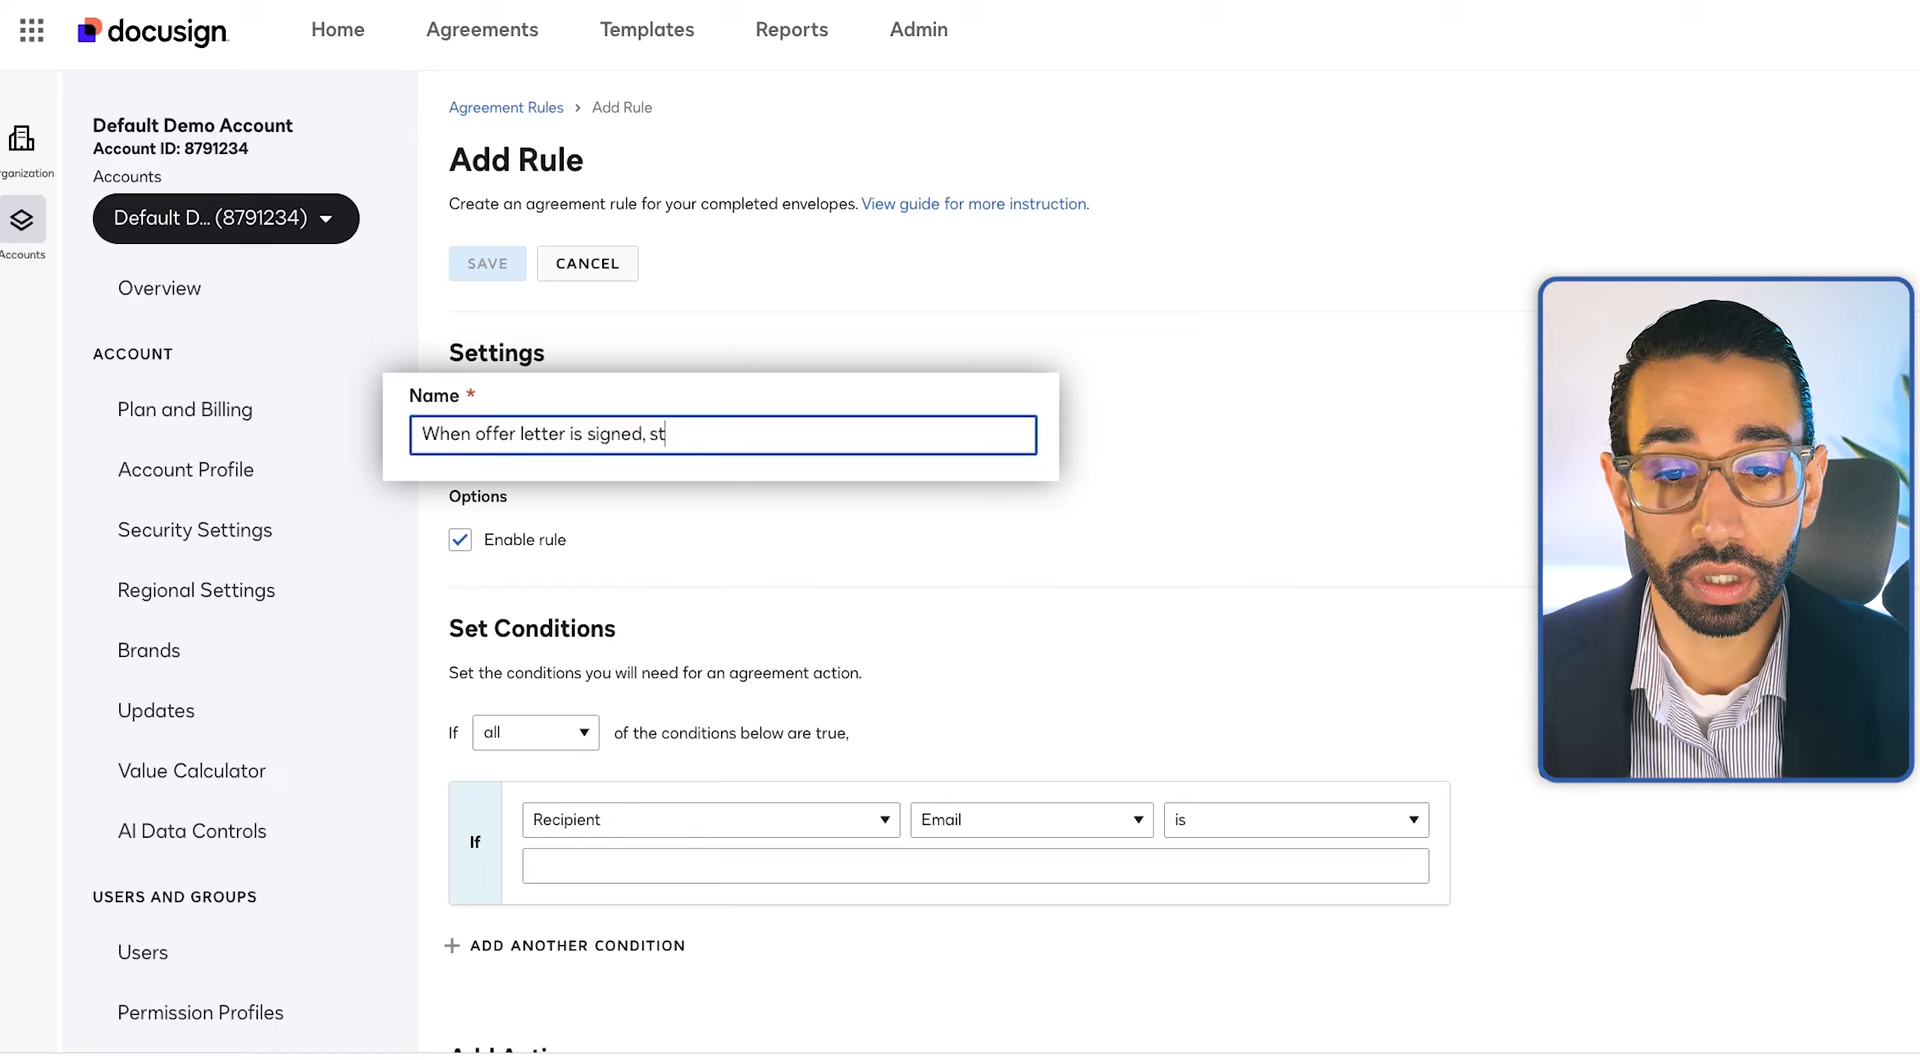 docusign
Home
Agreements
Templates
Reports
Admin
rganization
Accounts
Default Demo Account
Account ID: 8791234
Accounts
Default D... (8791234)
Overview
ACCOUNT
Plan and Billing
Account Profile
Security Settings
Regional Settings
Brands
Updates
Value Calculator
AI Data Controls
USERS AND GROUPS
Users
Permission Profiles
Agreement Rules > Add Rule
Add Rule
Create an agreement rule for your completed envelopes. View guide for more instruction.
SAVE
CANCEL
Settings
Name *
When offer letter is signed, st
Options
Enable rule
Set Conditions
Set the conditions you will need for an agreement action.
If all of the conditions below are true,
If
Recipient
Email
is
ADD ANOTHER CONDITION